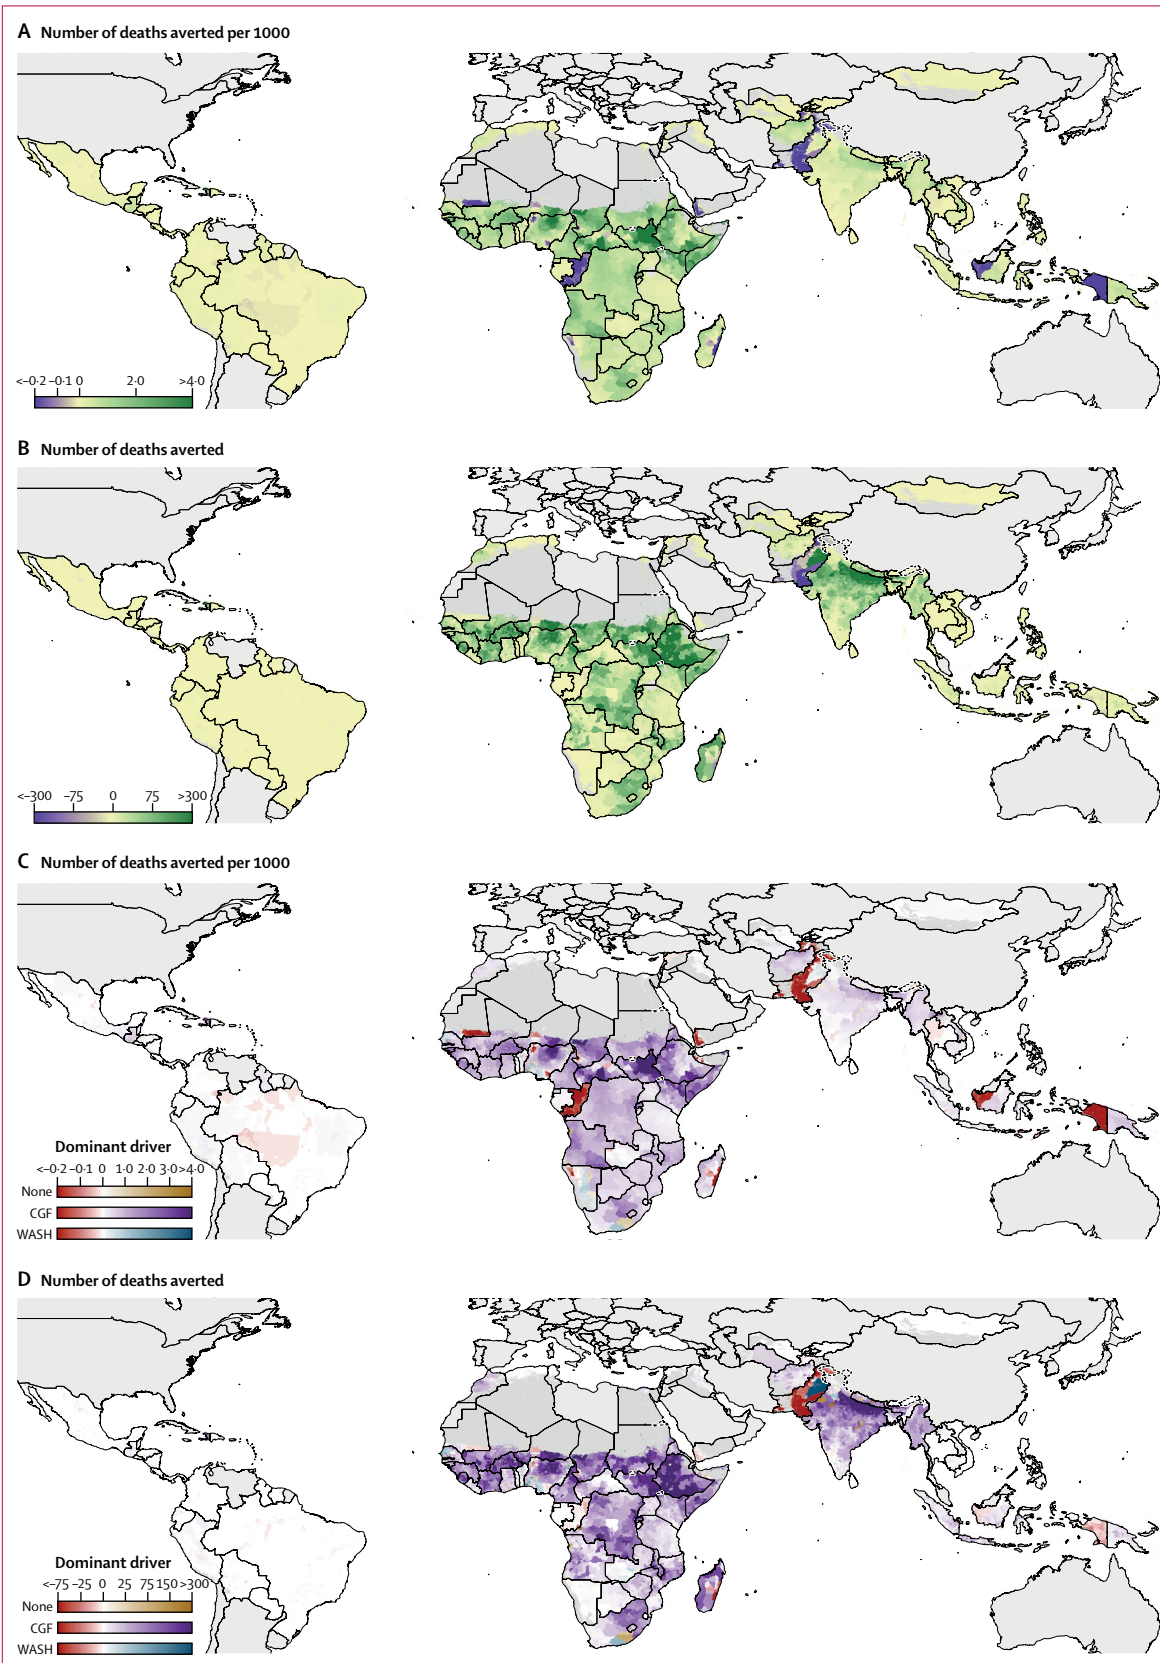 A Number of deaths averted per 1000
<–0·2 –0·1 0 2·0 >4·0
B Number of deaths averted
<–300 –75 0 75 >300
C Number of deaths averted per 1000
Dominant driver
<–0·2 –0·1 0 1·0 2·0 3·0 >4·0
None
CGF
WASH
D Number of deaths averted
Dominant driver
<–75 –25 0 25 75 150 >300
None
CGF
WASH